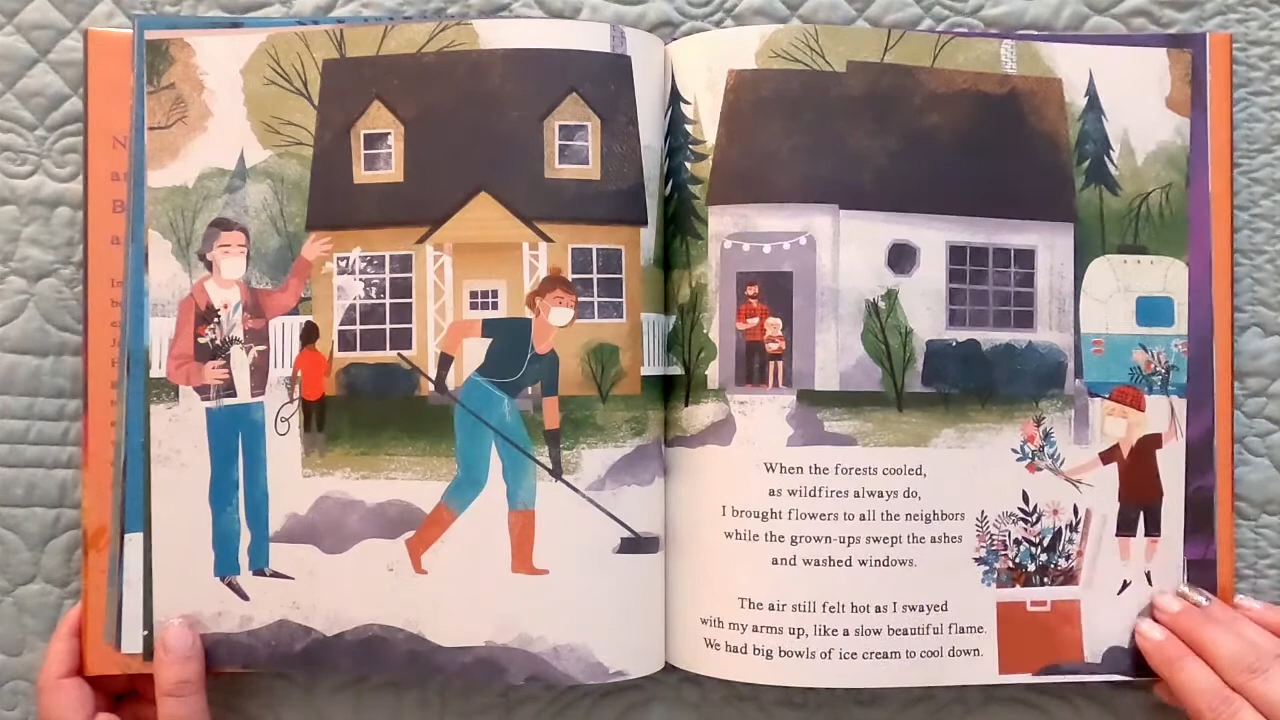 When the forests cooled,
as wildfires always do,
I brought flowers to all the neighbors
while the grown-ups swept the ashes
and washed windows.
The air still felt hot as I swayed
with my arms up, like a slow beautiful flame.
We had big bowls of ice cream to cool down.